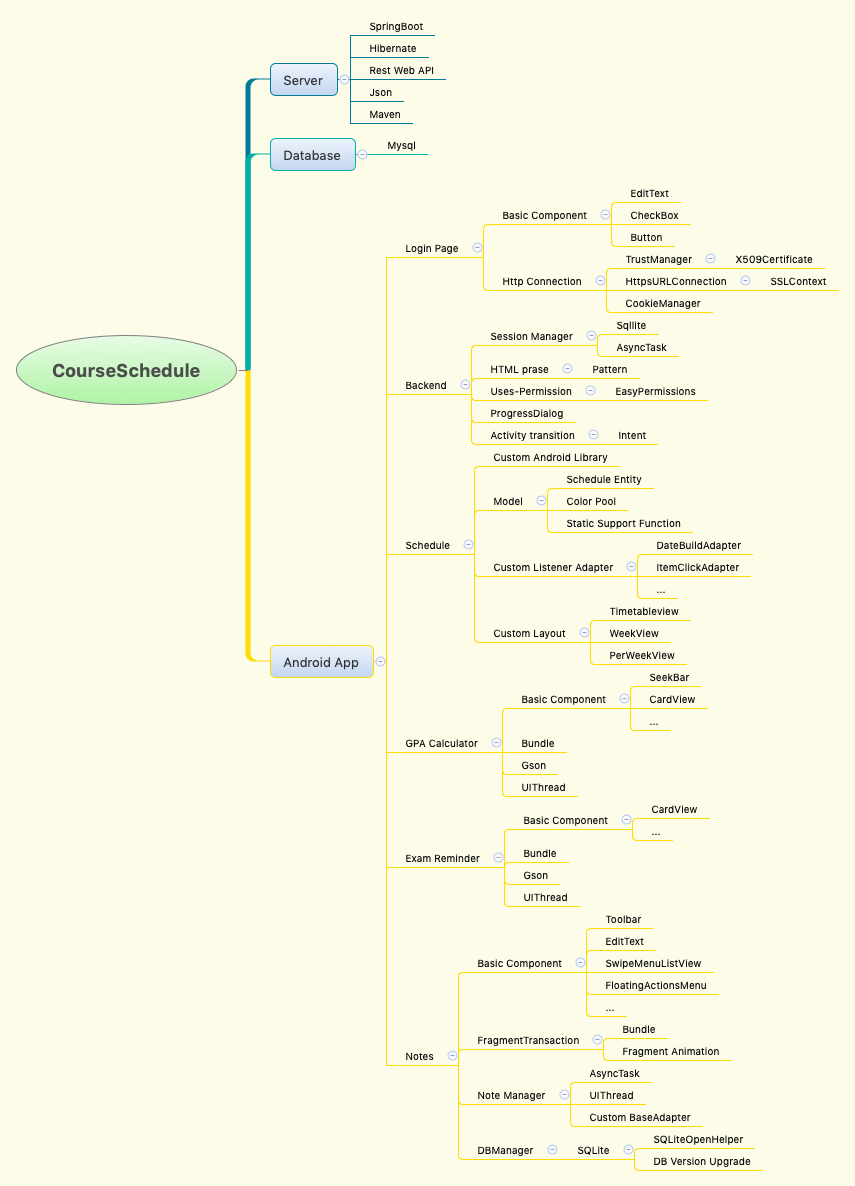 CourseSchedule
Server
SpringBoot
Hibernate
Rest Web API
Json
Maven
Database
Mysql
Android App
Login Page
Basic Component
EditText
CheckBox
Button
Http Connection
TrustManager
X509Certificate
HttpsURLConnection
SSLContext
CookieManager
Backend
Session Manager
Sqllite
AsyncTask
HTML prase
Pattern
Uses-Permission
EasyPermissions
ProgressDialog
Activity transition
Intent
Schedule
Custom Android Library
Model
Schedule Entity
Color Pool
Static Support Function
Custom Listener Adapter
DateBuildAdapter
ItemClickAdapter
...
Custom Layout
Timetableview
WeekView
PerWeekView
GPA Calculator
Basic Component
SeekBar
CardView
...
Bundle
Gson
UIThread
Exam Reminder
Basic Component
CardView
...
Bundle
Gson
UIThread
Notes
Basic Component
Toolbar
EditText
SwipeMenuListView
FloatingActionsMenu
...
FragmentTransaction
Bundle
Fragment Animation
Note Manager
AsyncTask
UIThread
Custom BaseAdapter
DBManager
SQLite
SQLiteOpenHelper
DB Version Upgrade